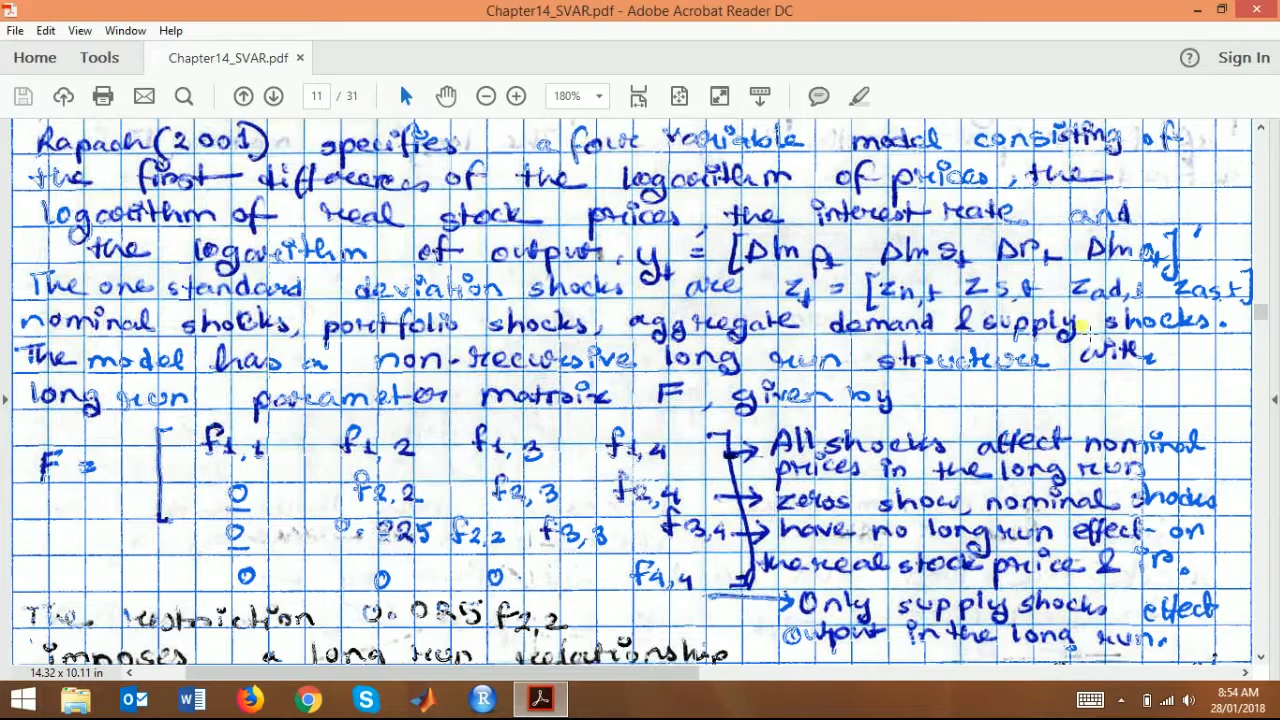 Chapter14_SVAR.pdf - Adobe Acrobat Reader DC
File Edit View Window Help
Home Tools Chapter14_SVAR.pdf × Sign In
11 / 31 180%
Rapach(2001) specifies a four variable model consisting of
the first differences of the logarithm of prices, the
logarithm of real stock prices, the interest rate and
the logarithm of output, yt = [Δln pt Δln st ΔRt Δln ot]'
The one standard deviation shocks are zt = [zn,t zs,t zad,t zas,t]
nominal shocks, portfolio shocks, aggregate demand & supply shocks.
The model has a non-recursive long run structure with
long run parameter matrix F, given by
F = [ f1,1 f1,2 f1,3 f1,4 ] → All shocks affect nominal
prices in the long run
0 f2,2 f2,3 f2,4 → zeros show, nominal shocks
0 0.025 f2,2 f3,3 f3,4 → have no long run effect on
the real stock price & ir.
0 0 0 f4,4
→ Only supply shocks effect
output in the long run.
The restriction 0.025 f2,2
imposes a long run relationship
14.32 x 10.11 in
8:54 AM
28/01/2018